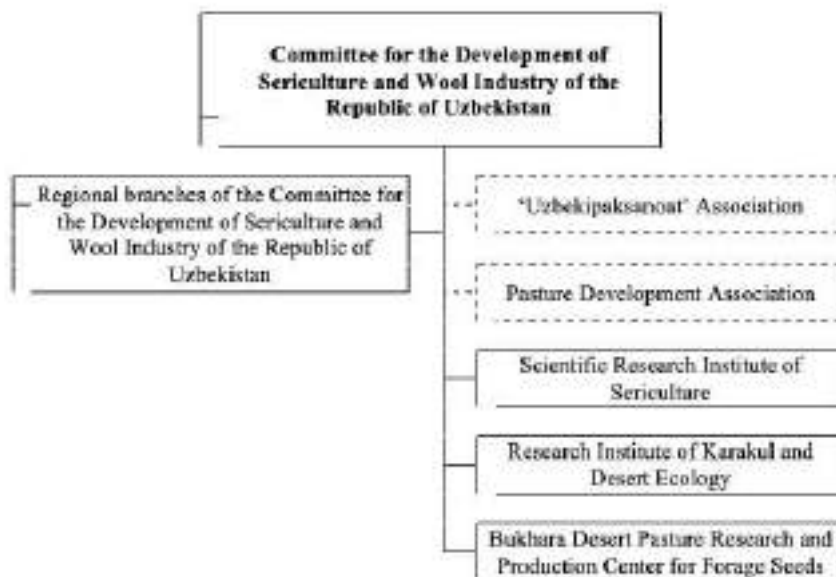 Committee for the Development of
Sericulture and Wool Industry of the
Republic of Uzbekistan
Regional branches of the Committee for
the Development of Sericulture and
Wool Industry of the Republic of
Uzbekistan
"Uzbekipaksanoat" Association
Pasture Development Association
Scientific Research Institute of
Sericulture
Research Institute of Karakul and
Desert Ecology
Bukhara Desert Pasture Research and
Production Center for Forage Seeds